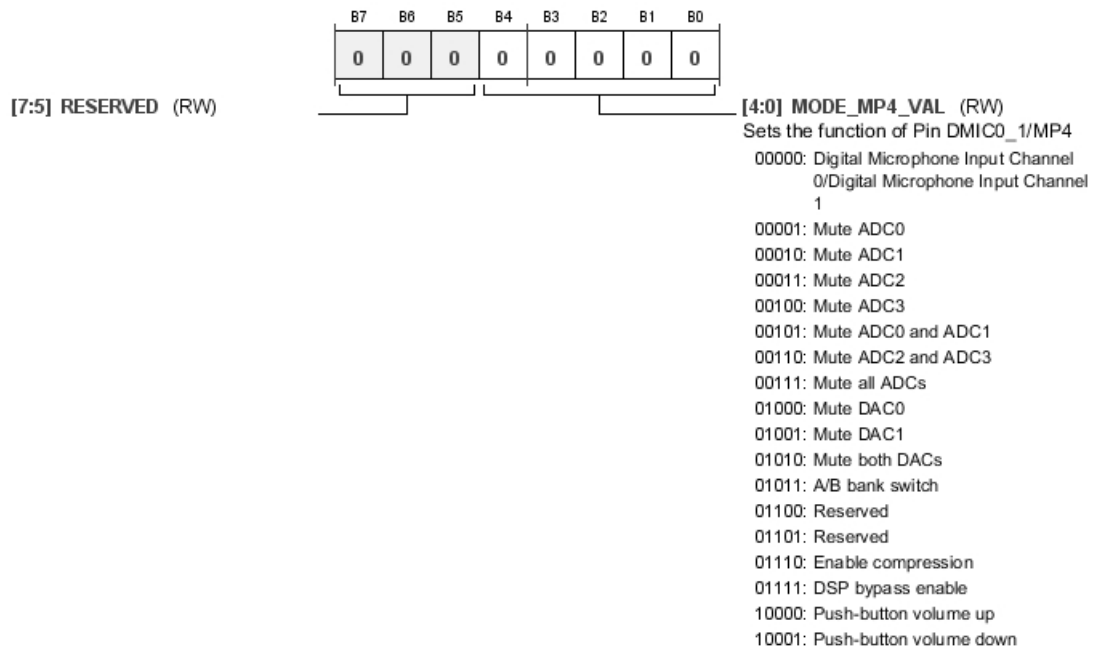 B7 B6 B5 B4 B3 B2 B1 B0
0 0 0 0 0 0 0 0
[7:5] RESERVED (RW)
[4:0] MODE_MP4_VAL (RW)
Sets the function of Pin DMIC0_1/MP4
00000: Digital Microphone Input Channel
0/Digital Microphone Input Channel
1
00001: Mute ADC0
00010: Mute ADC1
00011: Mute ADC2
00100: Mute ADC3
00101: Mute ADC0 and ADC1
00110: Mute ADC2 and ADC3
00111: Mute all ADCs
01000: Mute DAC0
01001: Mute DAC1
01010: Mute both DACs
01011: A/B bank switch
01100: Reserved
01101: Reserved
01110: Enable compression
01111: DSP bypass enable
10000: Push-button volume up
10001: Push-button volume down